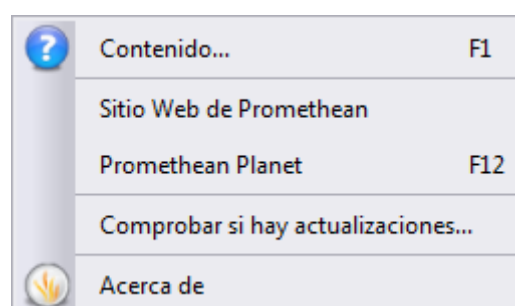 Contenido... F1
Sitio Web de Promethean
Promethean Planet F12
Comprobar si hay actualizaciones...
Acerca de